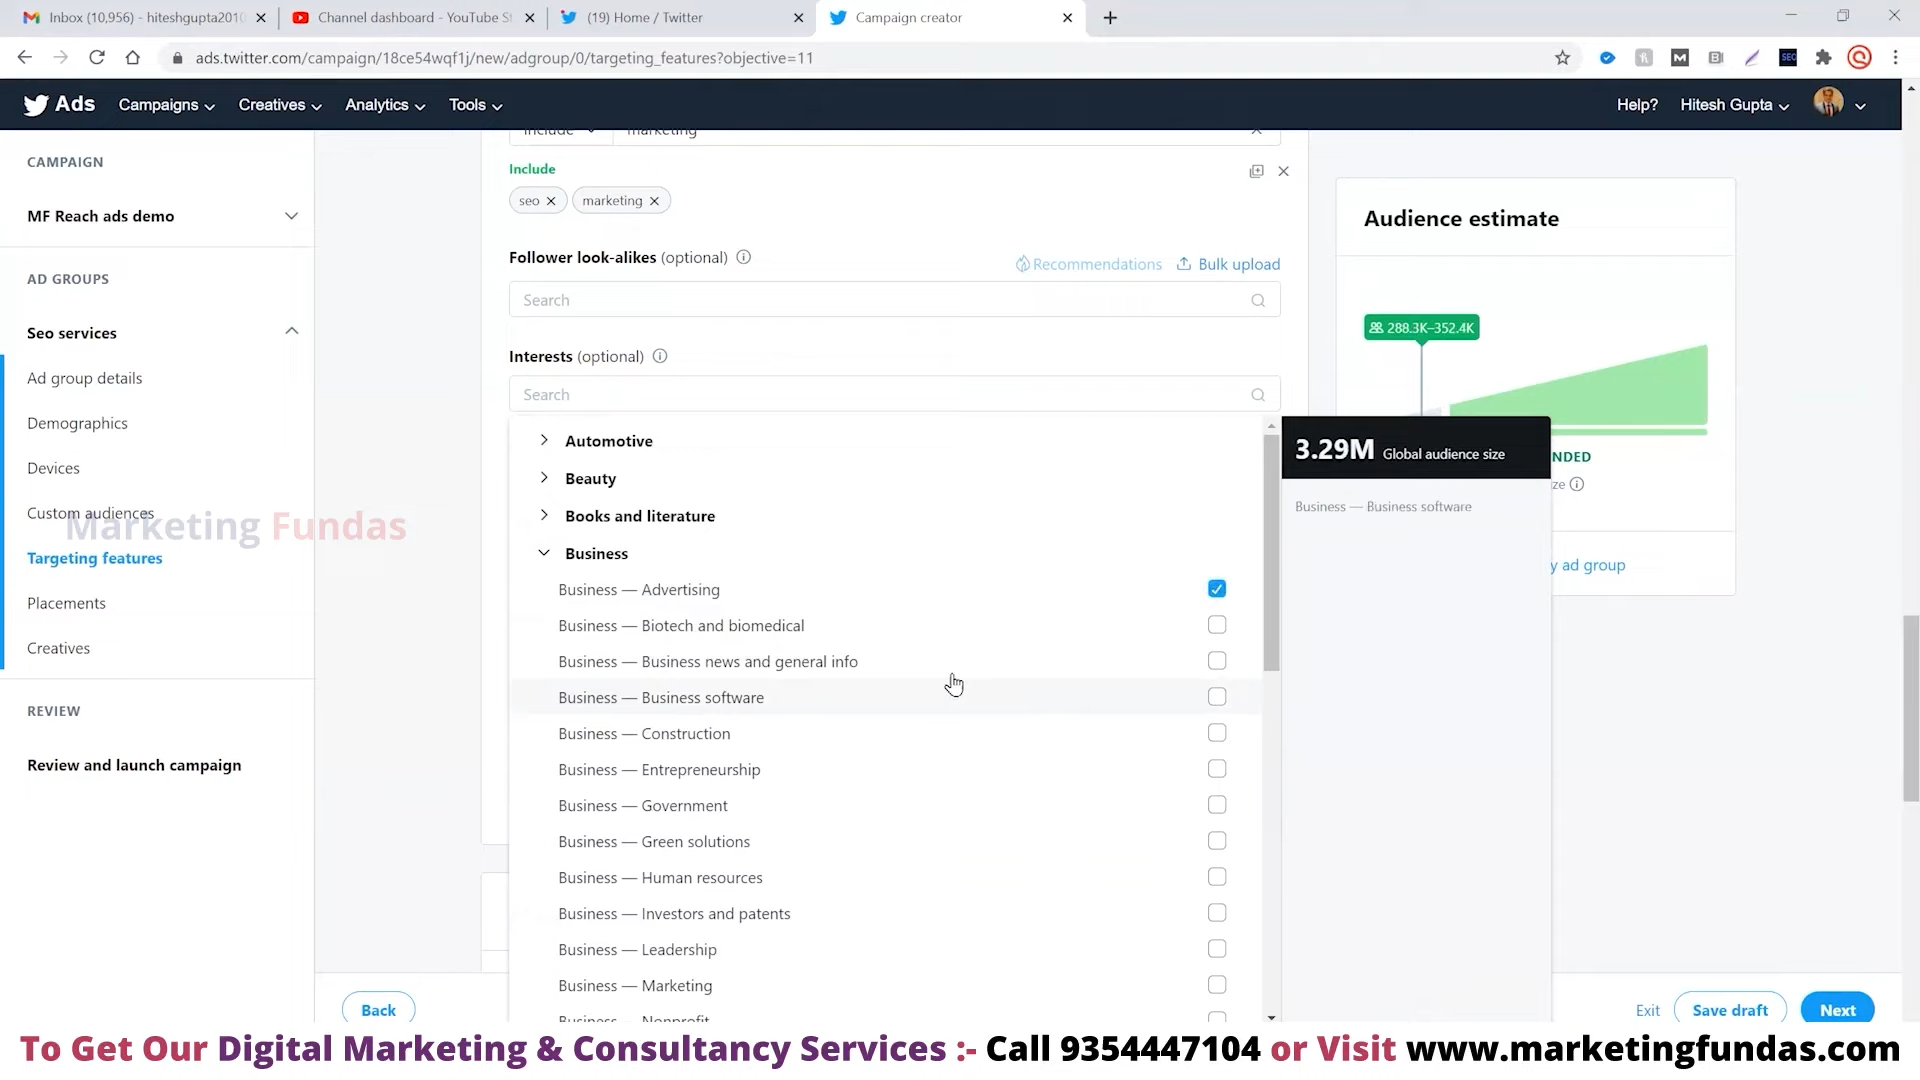 Inbox (10,956) - hiteshgupta2010
Channel dashboard - YouTube St
(19) Home / Twitter
Campaign creator
ads.twitter.com/campaign/18ce54wqf1j/new/adgroup/0/targeting_features?objective=11
Ads
Campaigns
Creatives
Analytics
Tools
Help?
Hitesh Gupta
CAMPAIGN
MF Reach ads demo
AD GROUPS
Seo services
Ad group details
Demographics
Devices
Custom audiences
Targeting features
Placements
Creatives
REVIEW
Review and launch campaign
Marketing Fundas
Include marketing
Include
seo
marketing
Follower look-alikes (optional)
Recommendations
Bulk upload
Search
Interests (optional)
Search
Automotive
Beauty
Books and literature
Business
Business — Advertising
Business — Biotech and biomedical
Business — Business news and general info
Business — Business software
Business — Construction
Business — Entrepreneurship
Business — Government
Business — Green solutions
Business — Human resources
Business — Investors and patents
Business — Leadership
Business — Marketing
Business — Nonprofit
3.29M Global audience size
Business — Business software
Audience estimate
288.3K–352.4K
NDED
ze
y ad group
Back
Exit
Save draft
Next
To Get Our Digital Marketing & Consultancy Services :- Call 9354447104 or Visit www.marketingfundas.com